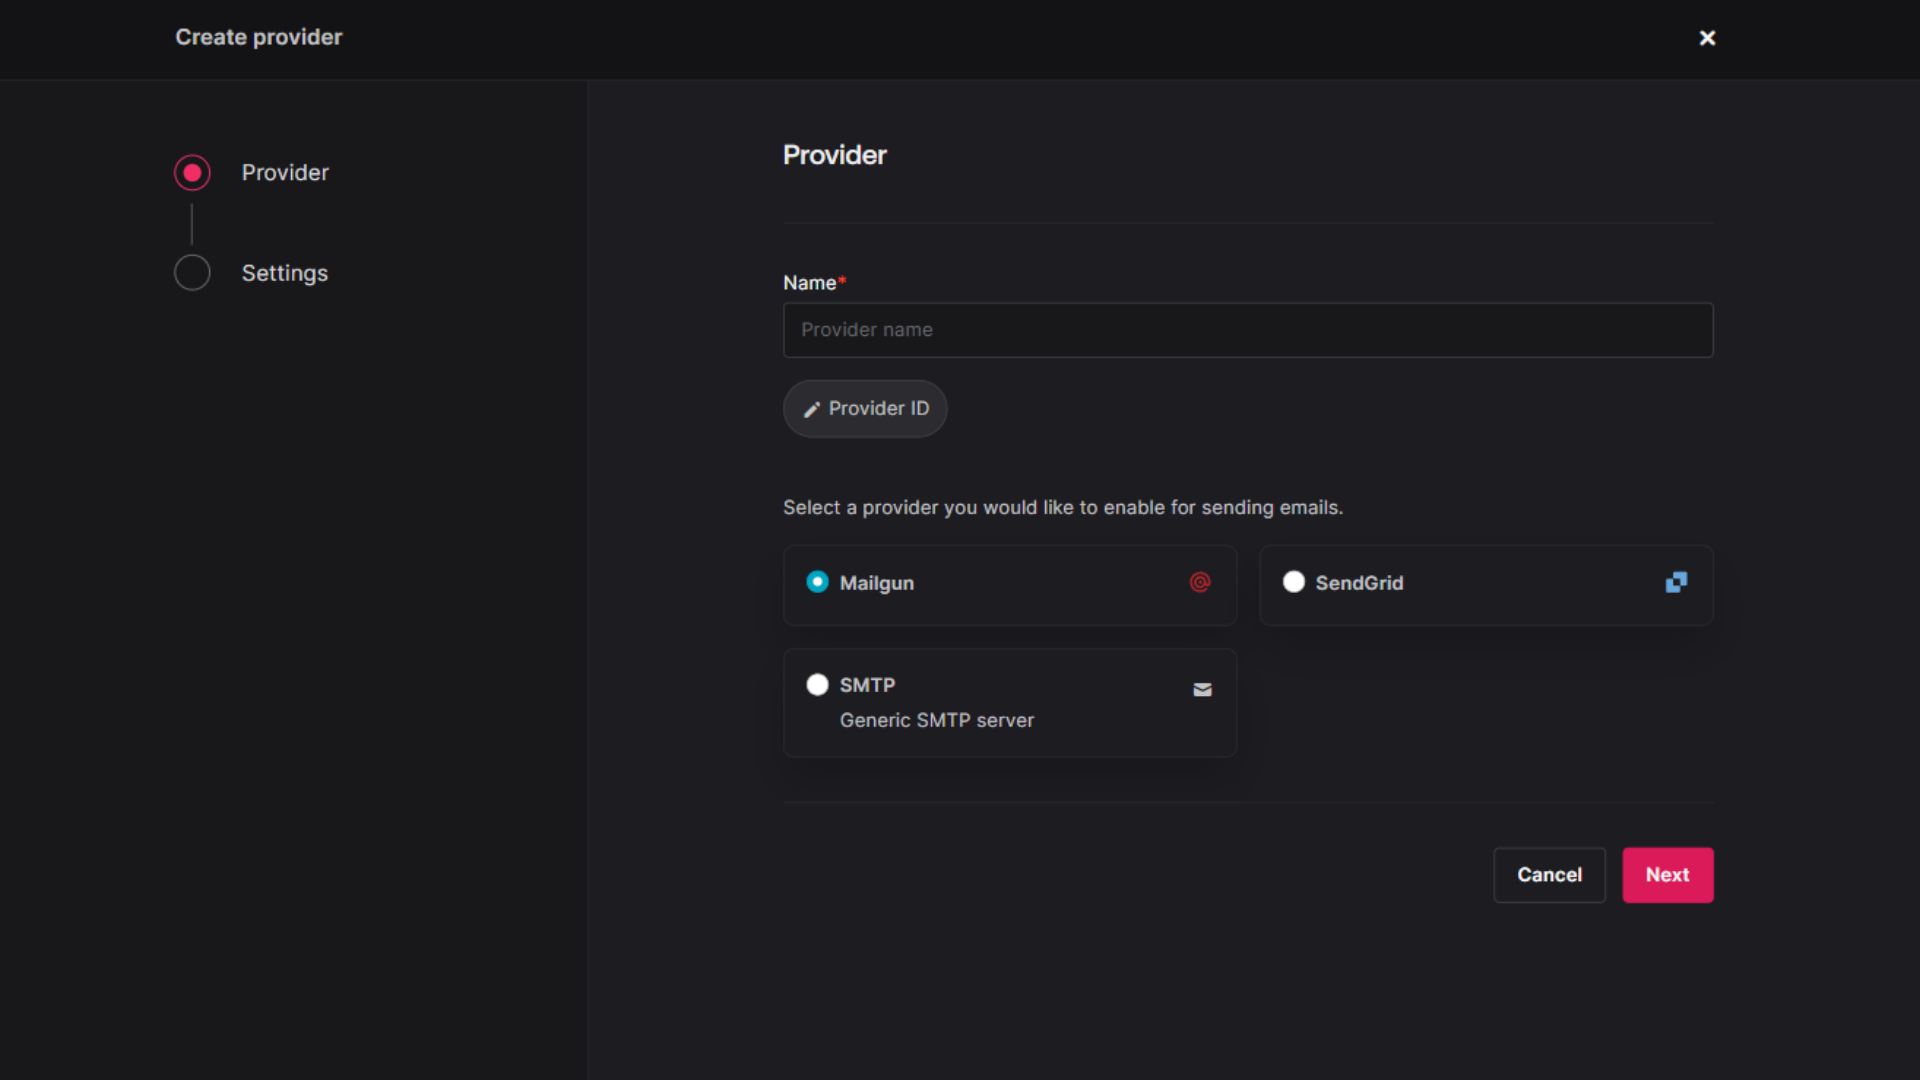 Create provider
Provider
Settings
Provider
Name*
Provider name
Provider ID
Select a provider you would like to enable for sending emails.
Mailgun
SendGrid
SMTP
Generic SMTP server
Cancel
Next